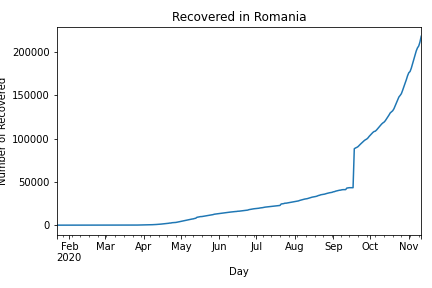 Recovered in Romania
Number of Recovered
200000
150000
100000
50000
0
Feb Mar Apr May Jun Jul Aug Sep Oct Nov
2020
Day